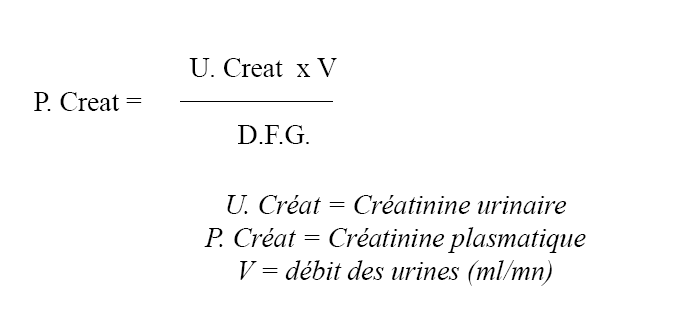 U. Creat x V
P. Creat =
D.F.G.
U. Créat = Créatinine urinaire
P. Créat = Créatinine plasmatique
V = débit des urines (ml/mn)